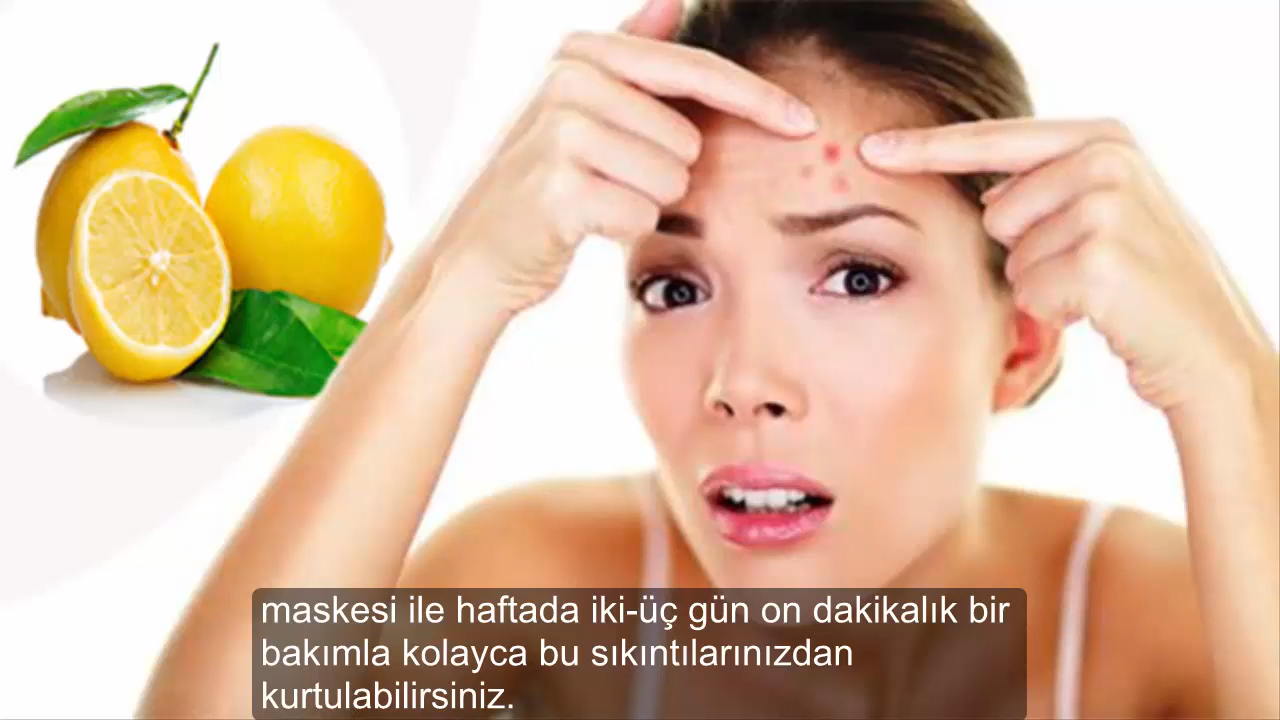 maskesi ile haftada iki-üç gün on dakikalık bir
bakımla kolayca bu sıkıntılarınızdan
kurtulabilirsiniz.